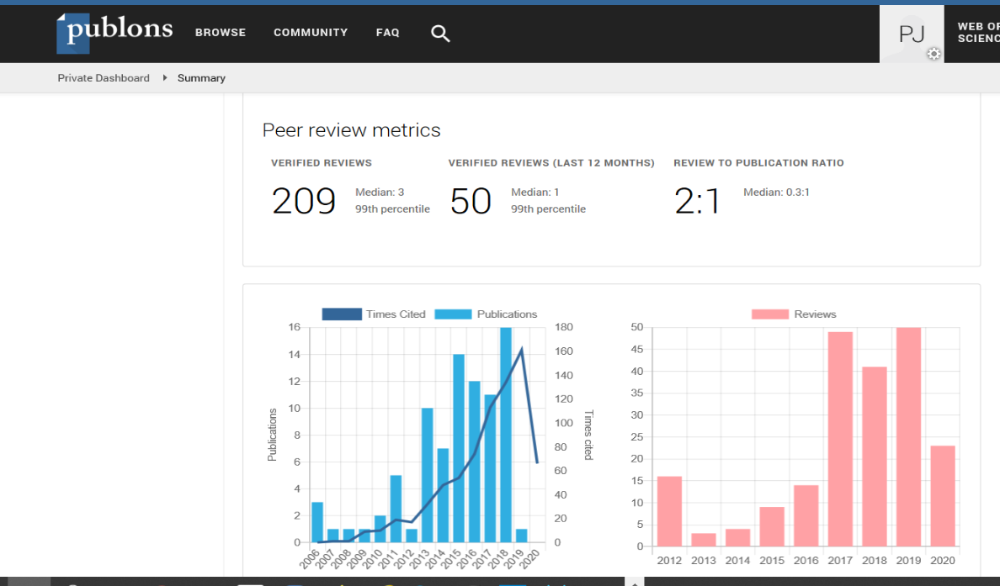 publons BROWSE COMMUNITY FAQ PJ WEB OF
SCIENC
Private Dashboard Summary
Peer review metrics
VERIFIED REVIEWS
209
Median: 3
99th percentile
VERIFIED REVIEWS (LAST 12 MONTHS)
50
Median: 1
99th percentile
REVIEW TO PUBLICATION RATIO
2:1
Median: 0.3:1
Times Cited Publications
16
14
12
10
8
6
4
2
0
Publications
180
160
140
120
100
80
60
40
20
0
Times cited
2006 2007 2008 2009 2010 2011 2012 2013 2014 2015 2016 2017 2018 2019 2020
Reviews
50
45
40
35
30
25
20
15
10
5
0
2012 2013 2014 2015 2016 2017 2018 2019 2020